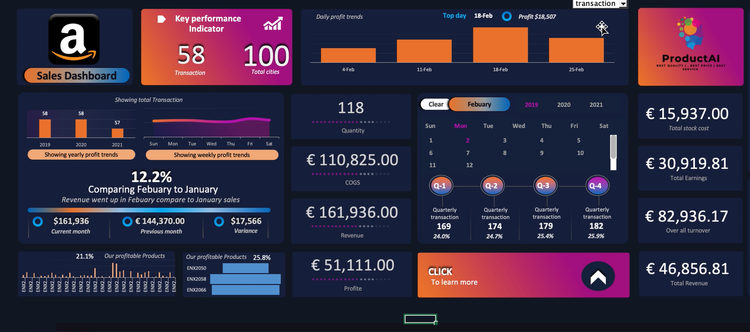 transaction
a
Sales Dashboard
Key performance
Indicator
58
100
Transaction
Total cities
Daily profit trends
Top day
18-Feb
Profit $18,507
4-Feb
11-Feb
18-Feb
25-Feb
ProductAI
Showing total Transaction
58
58
57
2019
2020
2021
Sun
Mon
Tues
Wed
Thu
Fri
Sat
Showing yearly profit trends
Showing weekly profit trends
12.2%
Comparing Febuary to January
Revenue went up in Febuary compare to January sales
$161,936
€ 144,370.00
$17,566
Current month
Previous month
Variance
118
Quantity
€ 110,825.00
COGS
€ 161,936.00
Revenue
€ 51,111.00
Profite
Clear
Febuary
2019
2020
2021
Sun
Mon
Tue
Wed
Thu
Fri
Sat
1
2
3
4
5
6
7
8
9
10
11
12
Q-1
Q-2
Q-3
Q-4
Quarterly
transaction
169
24.0%
Quarterly
transaction
174
24.7%
Quarterly
transaction
179
25.4%
Quarterly
transaction
182
25.9%
€ 15,937.00
Total stock cost
€ 30,919.81
Total Earnings
€ 82,936.17
Over all turnover
€ 46,856.81
Total Revenue
21.1%
Our profitable Products
Our profitable Products
25.8%
ENX2050
ENX2058
ENX2066
CLICK
To learn more